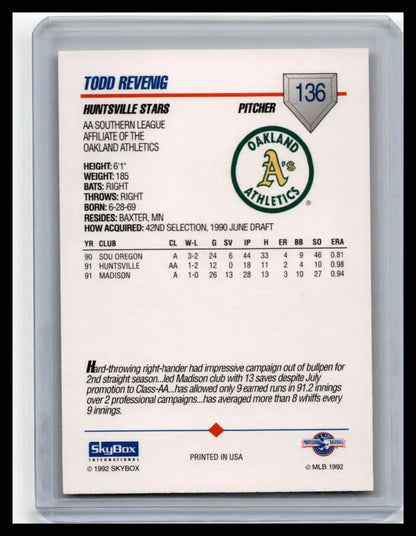 TODD REVENIG
136
HUNTSVILLE STARS PITCHER
AA SOUTHERN LEAGUE
AFFILIATE OF THE
OAKLAND ATHLETICS
OAKLAND
A's
ATHLETICS
®
HEIGHT: 6'1"
WEIGHT: 185
BATS: RIGHT
THROWS: RIGHT
BORN: 6-28-69
RESIDES: BAXTER, MN
HOW ACQUIRED: 42ND SELECTION, 1990 JUNE DRAFT
YR CLUB CL W-L G SV IP H ER BB SO ERA
90 SOU OREGON A 3-2 24 6 44 33 4 9 46 0.81
91 HUNTSVILLE AA 1-2 12 0 18 11 2 4 10 0.98
91 MADISON A 1-0 26 13 28 13 3 10 27 0.94
Hard-throwing right-hander had impressive campaign out of bullpen for
2nd straight season...led Madison club with 13 saves despite July
promotion to Class-AA...has allowed only 9 earned runs in 91.2 innings
over 2 professional campaigns...has averaged more than 8 whiffs every
9 innings.
SkyBox
INTERNATIONAL
© 1992 SKYBOX
PRINTED IN USA
PROFESSIONAL BASEBALL
© MLB 1992